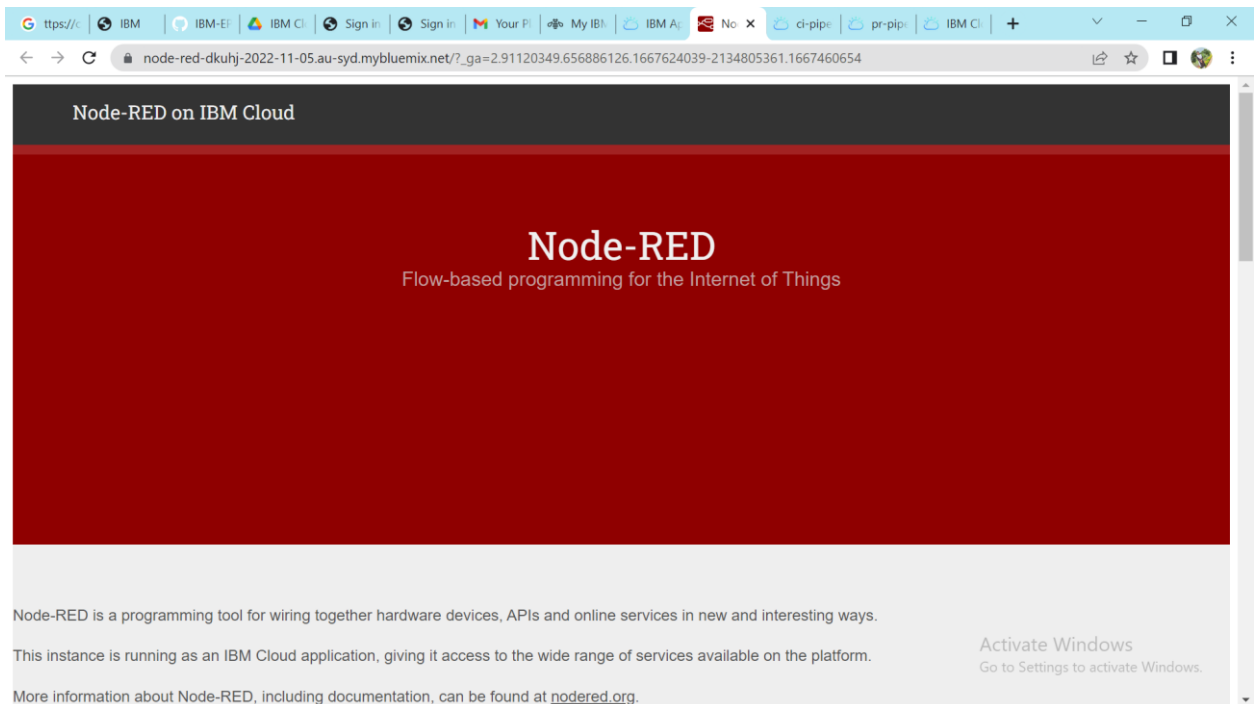 ttps://c IBM IBM-EF IBM Cl Sign in Sign in Your Pl My IBM IBM Ap No ci-pipe pr-pip IBM Cl
node-red-dkuhj-2022-11-05.au-syd.mybluemix.net/?_ga=2.91120349.656886126.1667624039-2134805361.1667460654
Node-RED on IBM Cloud
Node-RED
Flow-based programming for the Internet of Things
Node-RED is a programming tool for wiring together hardware devices, APIs and online services in new and interesting ways.
This instance is running as an IBM Cloud application, giving it access to the wide range of services available on the platform.
More information about Node-RED, including documentation, can be found at nodered.org.
Activate Windows
Go to Settings to activate Windows.